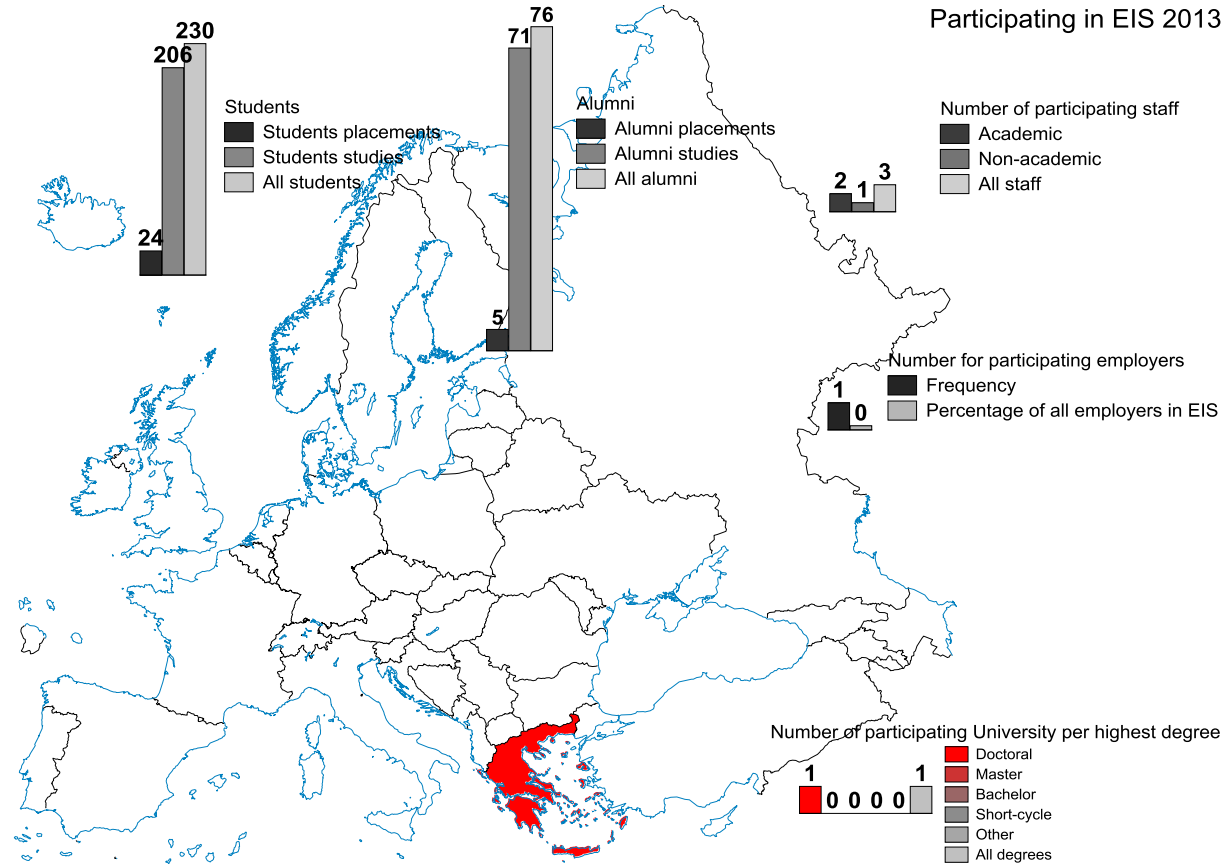 Participating in EIS 2013
24 206 230
Students
Students placements
Students studies
All students
5 71 76
Alumni
Alumni placements
Alumni studies
All alumni
2 1 3
Number of participating staff
Academic
Non-academic
All staff
1 0
Number for participating employers
Frequency
Percentage of all employers in EIS
Number of participating University per highest degree
1 0 0 0 0 1
Doctoral
Master
Bachelor
Short-cycle
Other
All degrees